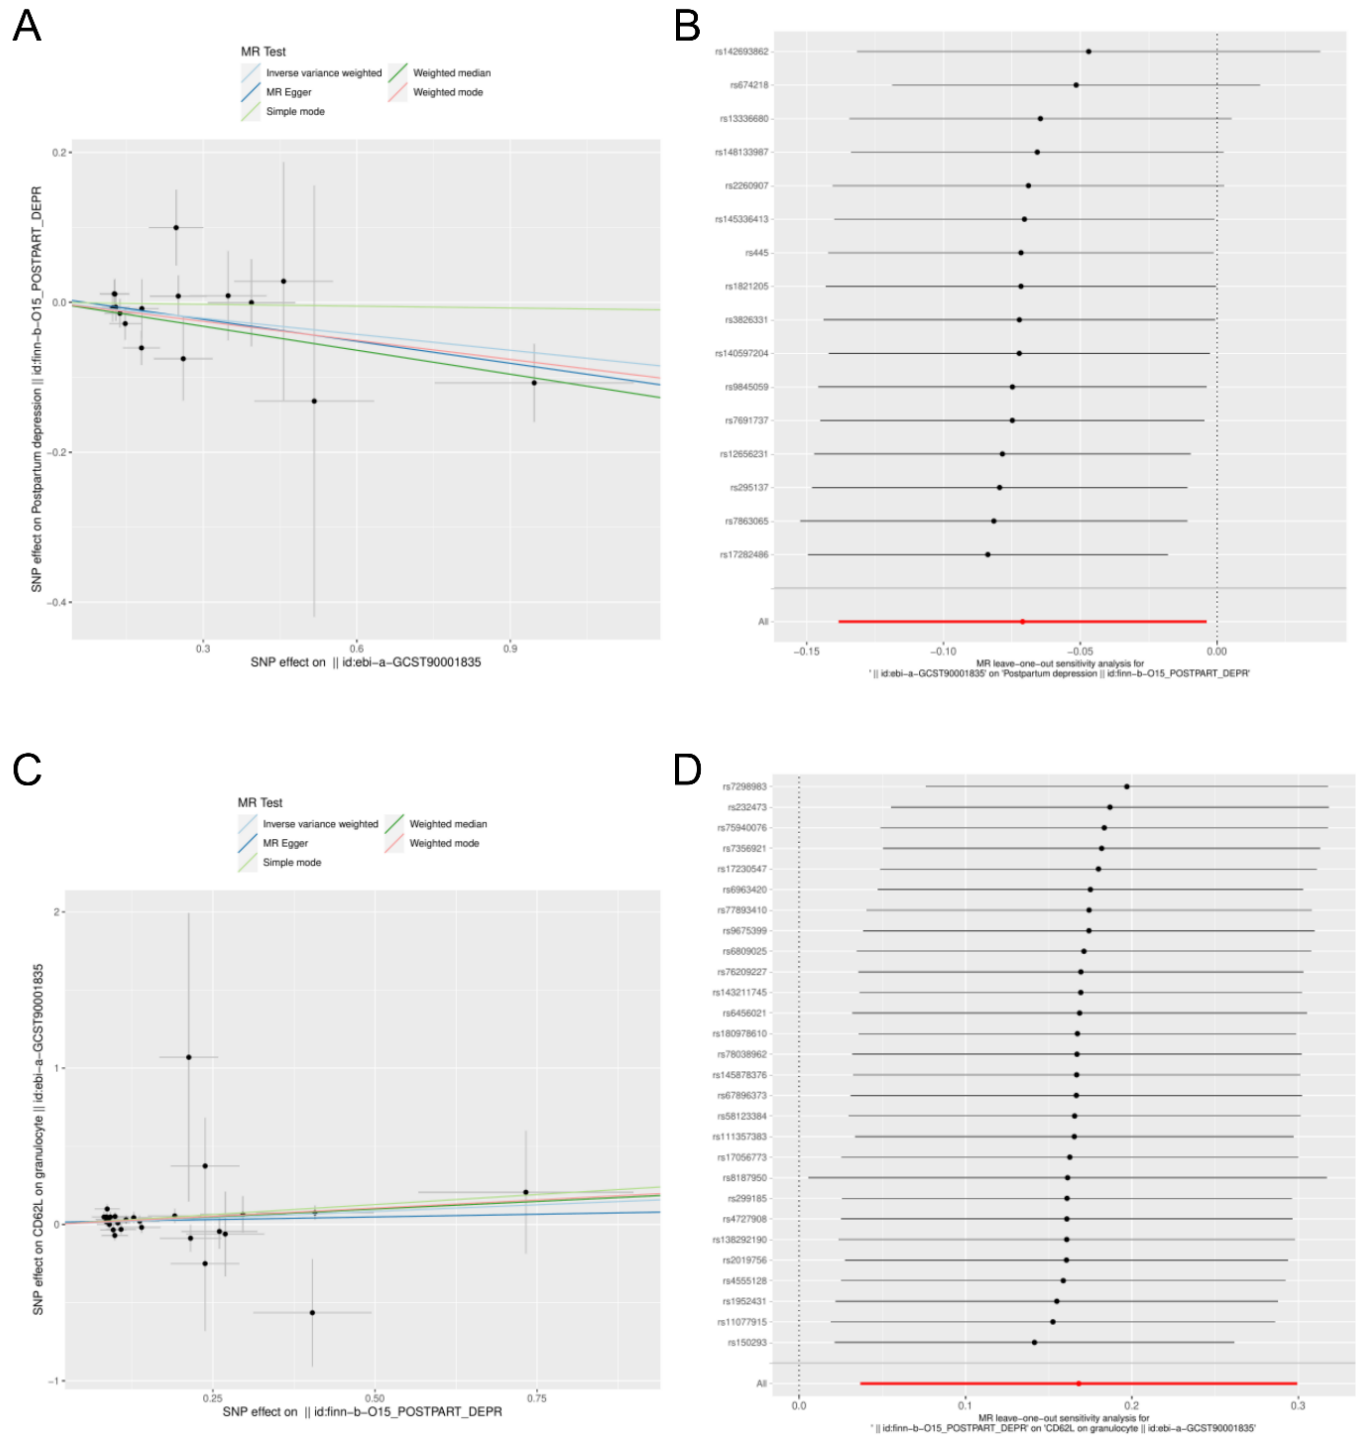 A
MR Test
Inverse variance weighted
Weighted median
MR Egger
Weighted mode
Simple mode
SNP effect on Postpartum depression || id:finn-b-O15_POSTPART_DEPR
0.2
0.0
−0.2
−0.4
0.3
0.6
0.9
SNP effect on || id:ebi-a-GCST90001835
B
rs142693862
rs674218
rs13336680
rs148133987
rs2260907
rs145336413
rs445
rs1821205
rs3826331
rs140597204
rs9845059
rs7691737
rs12656231
rs295137
rs7863065
rs17282486
All
−0.15
−0.10
−0.05
0.00
MR leave-one-out sensitivity analysis for
' || id:ebi-a-GCST90001835' on 'Postpartum depression || id:finn-b-O15_POSTPART_DEPR'
C
MR Test
Inverse variance weighted
Weighted median
MR Egger
Weighted mode
Simple mode
SNP effect on CD62L on granulocyte || id:ebi-a-GCST90001835
2
1
0
−1
0.25
0.50
0.75
SNP effect on || id:finn-b-O15_POSTPART_DEPR
D
rs7298983
rs232473
rs75940076
rs7356921
rs17230547
rs6963420
rs77893410
rs9675399
rs6809025
rs76209227
rs143211745
rs6456021
rs180978610
rs78038962
rs145878376
rs67896373
rs58123384
rs111357383
rs17056773
rs8187950
rs299185
rs4727908
rs138292190
rs2019756
rs4555128
rs1952431
rs11077915
rs150293
All
0.0
0.1
0.2
0.3
MR leave-one-out sensitivity analysis for
' || id:finn-b-O15_POSTPART_DEPR' on 'CD62L on granulocyte || id:ebi-a-GCST90001835'